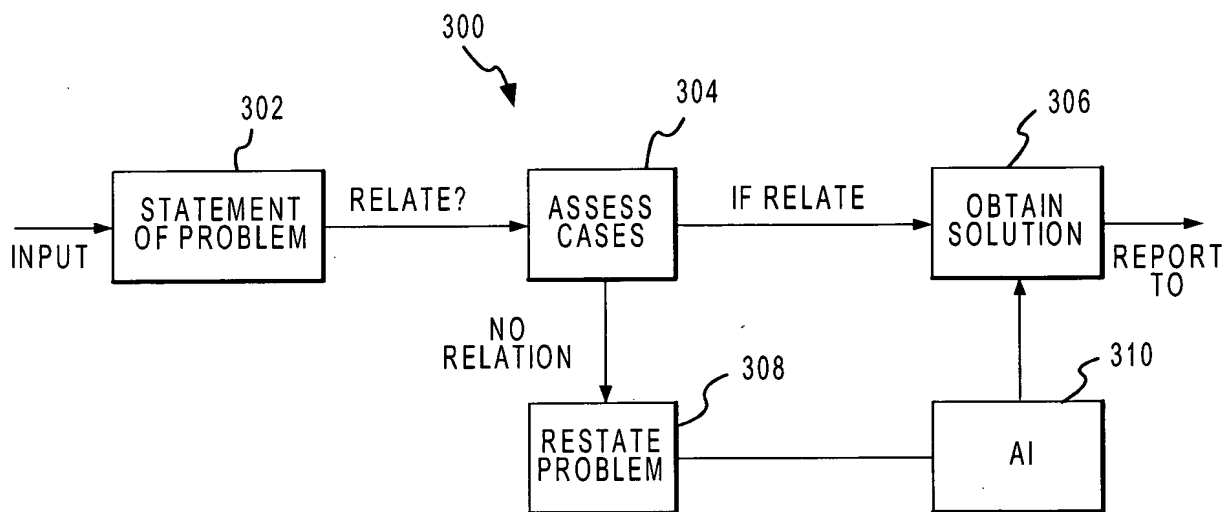 300
302
304
306
STATEMENT
OF PROBLEM
RELATE?
ASSESS
CASES
IF RELATE
OBTAIN
SOLUTION
INPUT
REPORT
TO
NO
RELATION
308
310
RESTATE
PROBLEM
AI